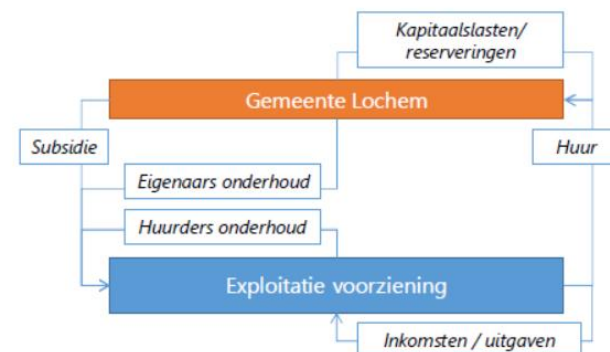 Kapitaalslasten/
reserveringen
Gemeente Lochem
Subsidie
Huur
Eigenaars onderhoud
Huurders onderhoud
Exploitatie voorziening
Inkomsten / uitgaven